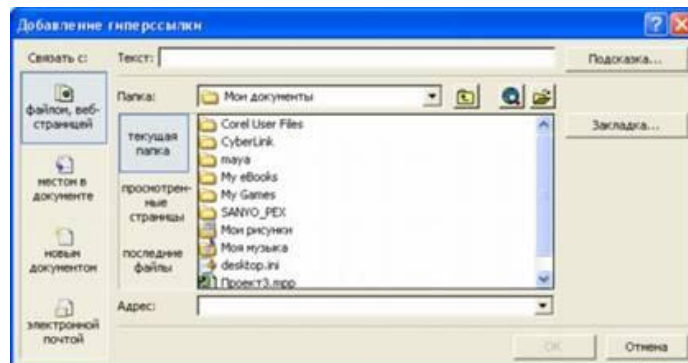 Добавление гиперссылки
Связать с:
Текст:
Подсказка...
файлом, веб-
страницей
Папка:
Мои документы
текущая
папка
Corel User Files
CyberLink
maya
My eBooks
My Games
SANYO_PEX
Мои рисунки
Моя музыка
desktop.ini
Проект3.mpp
Закладка...
местом в
документе
просмотрен-
ные
страницы
новым
документом
последние
файлы
электронной
почтой
Адрес:
ОК
Отмена